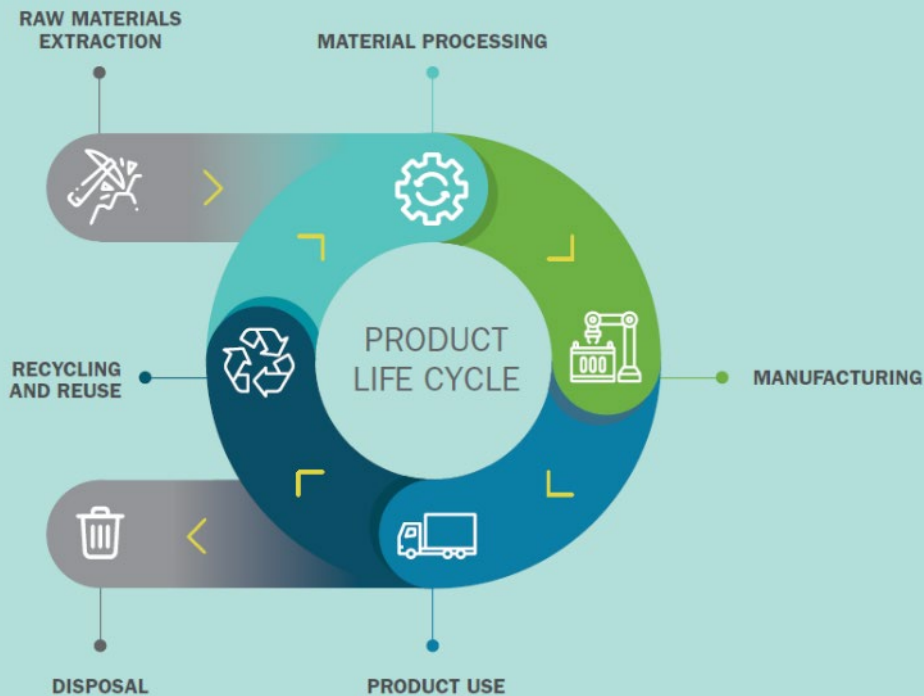 RAW MATERIALS
EXTRACTION
MATERIAL PROCESSING
PRODUCT
LIFE CYCLE
RECYCLING
AND REUSE
MANUFACTURING
DISPOSAL
PRODUCT USE